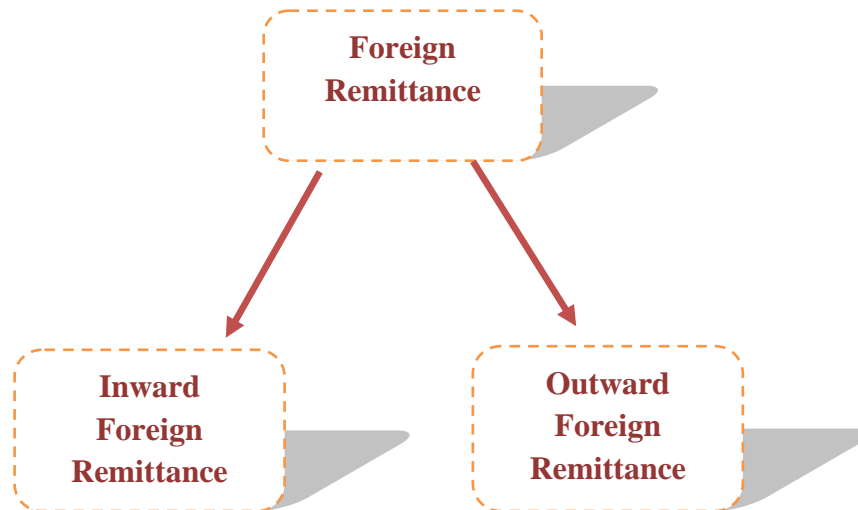 Foreign
Remittance
Inward
Foreign
Remittance
Outward
Foreign
Remittance